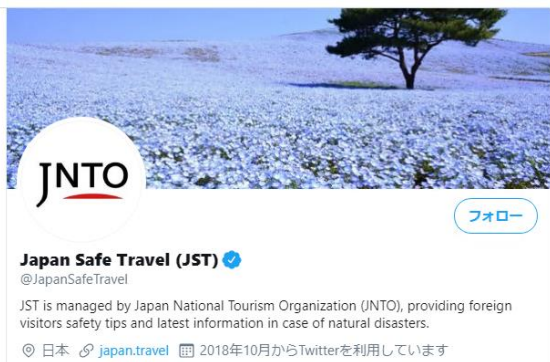 JNTO
フォロー
Japan Safe Travel (JST)
@JapanSafeTravel
JST is managed by Japan National Tourism Organization (JNTO), providing foreign
visitors safety tips and latest information in case of natural disasters.
日本 japan.travel 2018年10月からTwitterを利用しています